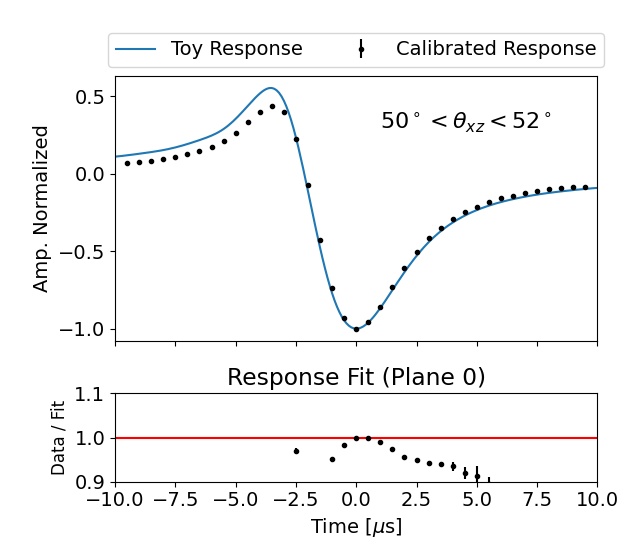 Toy Response Calibrated Response
0.5
0.0
−0.5
−1.0
Amp. Normalized
50° < θxz < 52°
Response Fit (Plane 0)
1.1
1.0
0.9
Data / Fit
−10.0 −7.5 −5.0 −2.5 0.0 2.5 5.0 7.5 10.0
Time [μs]